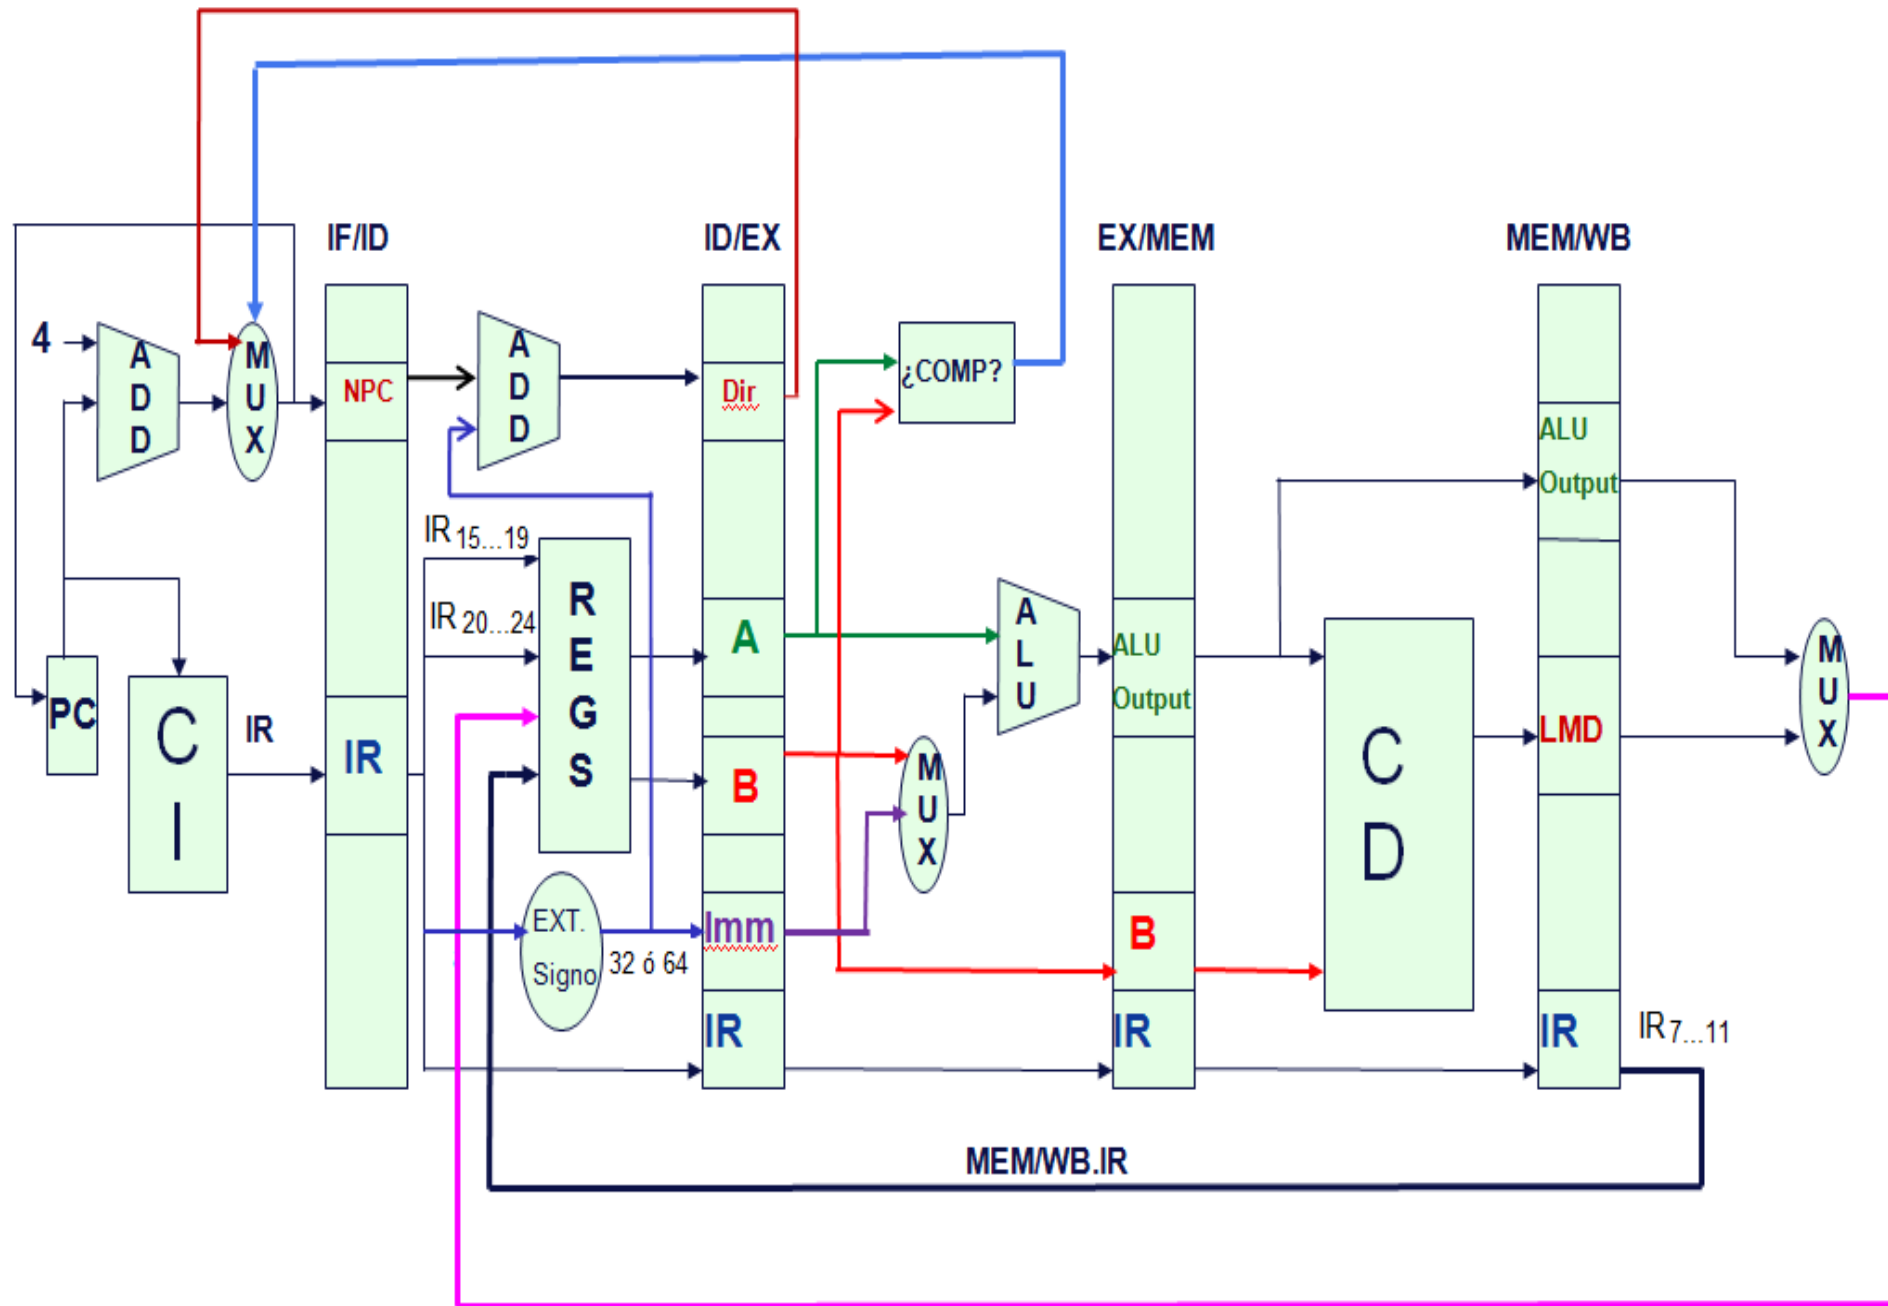 IF/ID
ID/EX
EX/MEM
MEM/WB
4
A
D
D
M
U
X
NPC
A
D
D
Dir
¿COMP?
ALU
Output
IR 15...19
IR 20...24
R
E
G
S
A
A
L
U
ALU
Output
M
U
X
PC
C
I
IR
IR
B
M
U
X
C
D
LMD
EXT.
Signo
32 ó 64
Imm
B
IR
IR
IR
IR 7...11
MEM/WB.IR